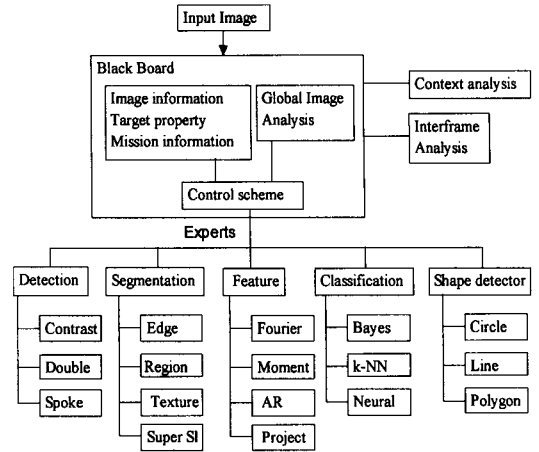 Input Image
Black Board
Image information
Target property
Mission information
Global Image
Analysis
Control scheme
Context analysis
Interframe
Analysis
Experts
Detection
Segmentation
Feature
Classification
Shape detector
Contrast
Edge
Fourier
Bayes
Circle
Double
Region
Moment
k-NN
Line
Spoke
Texture
AR
Neural
Polygon
Super Sl
Project